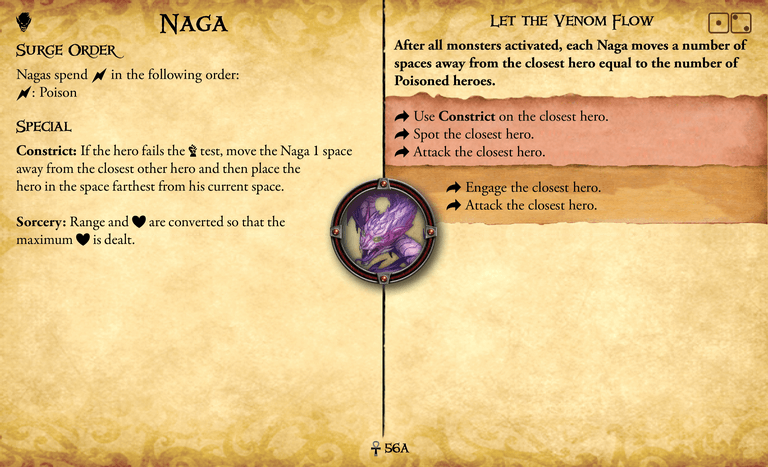 Naga
Surge Order
Nagas spend in the following order:
: Poison
Special
Constrict: If the hero fails the test, move the Naga 1 space
away from the closest other hero and then place the
hero in the space farthest from his current space.
Sorcery: Range and are converted so that the
maximum is dealt.
Let the Venom Flow
After all monsters activated, each Naga moves a number of
spaces away from the closest hero equal to the number of
Poisoned heroes.
Use Constrict on the closest hero.
Spot the closest hero.
Attack the closest hero.
Engage the closest hero.
Attack the closest hero.
56A